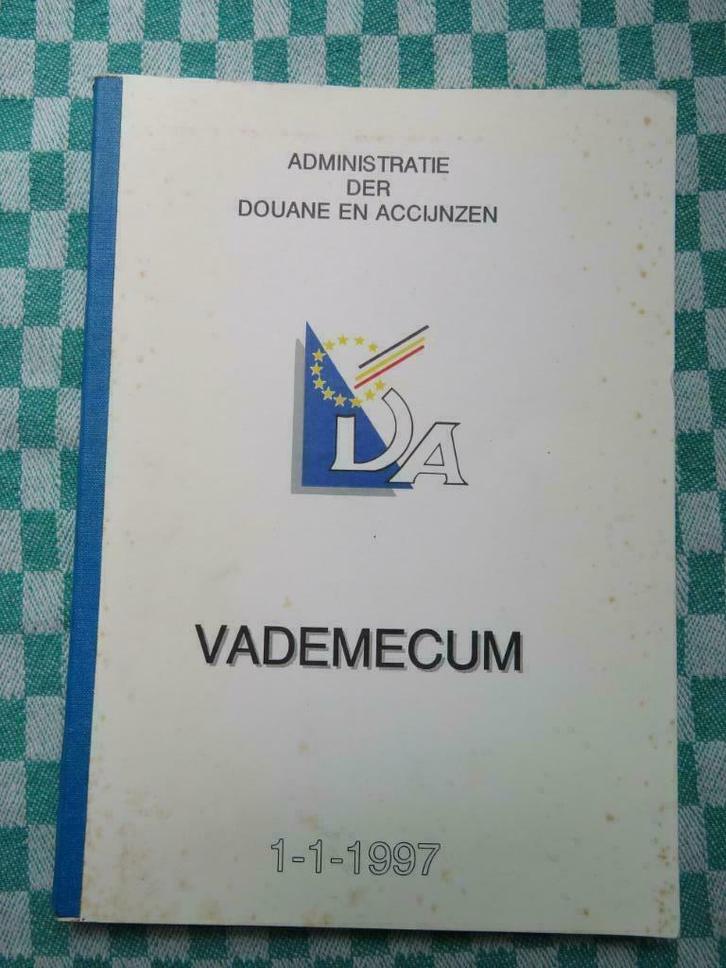 ADMINISTRATIE
DER
DOUANE EN ACCIJNZEN
DA
VADEMECUM
1-1-1997